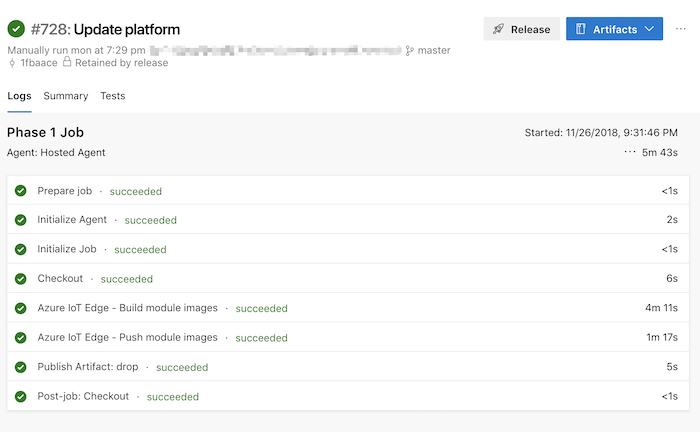 #728: Update platform
Release
Artifacts
Manually run mon at 7:29 pm
master
1fbaace Retained by release
Logs Summary Tests
Phase 1 Job
Started: 11/26/2018, 9:31:46 PM
Agent: Hosted Agent
··· 5m 43s
Prepare job · succeeded <1s
Initialize Agent · succeeded 2s
Initialize Job · succeeded <1s
Checkout · succeeded 6s
Azure IoT Edge - Build module images · succeeded 4m 11s
Azure IoT Edge - Push module images · succeeded 1m 17s
Publish Artifact: drop · succeeded 5s
Post-job: Checkout · succeeded <1s